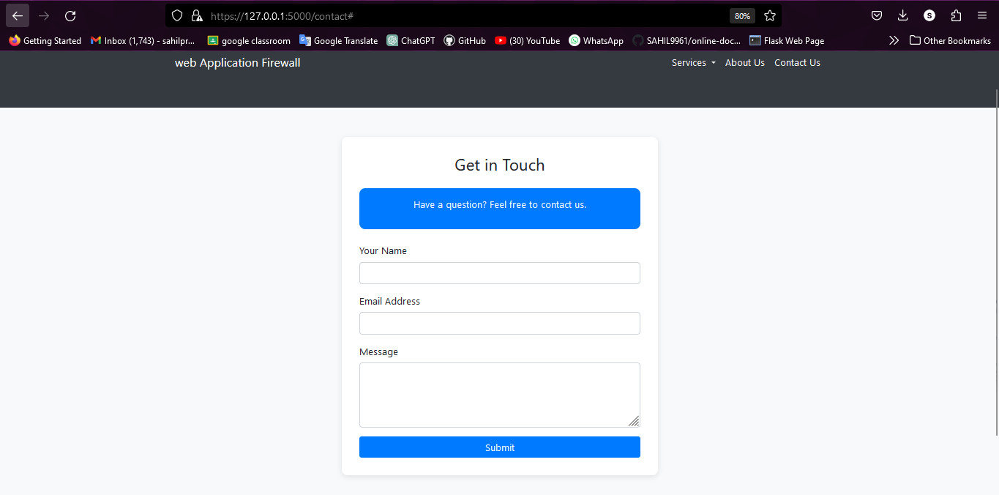 https://127.0.0.1:5000/contact#
80%
S
Getting Started
Inbox (1,743) - sahilpr...
google classroom
Google Translate
ChatGPT
GitHub
(30) YouTube
WhatsApp
SAHIL9961/online-doc...
Flask Web Page
Other Bookmarks
web Application Firewall
Services
About Us
Contact Us
Get in Touch
Have a question? Feel free to contact us.
Your Name
Email Address
Message
Submit